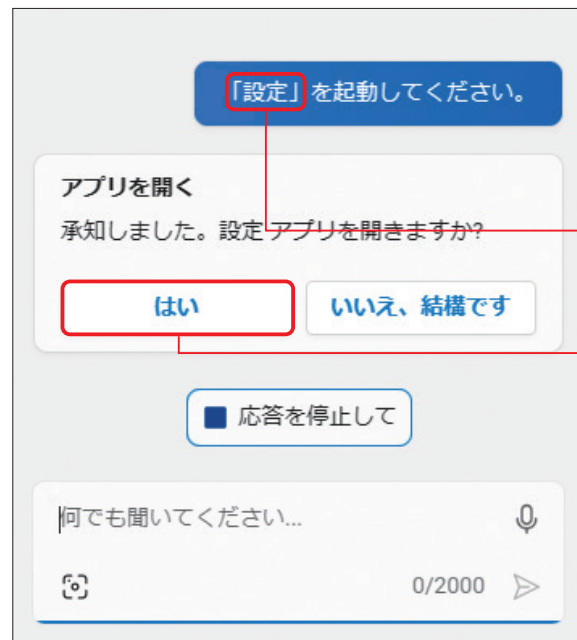 「設定」を起動してください。
アプリを開く
承知しました。設定 アプリを開きますか?
はい
いいえ、結構です
応答を停止して
何でも聞いてください...
0/2000